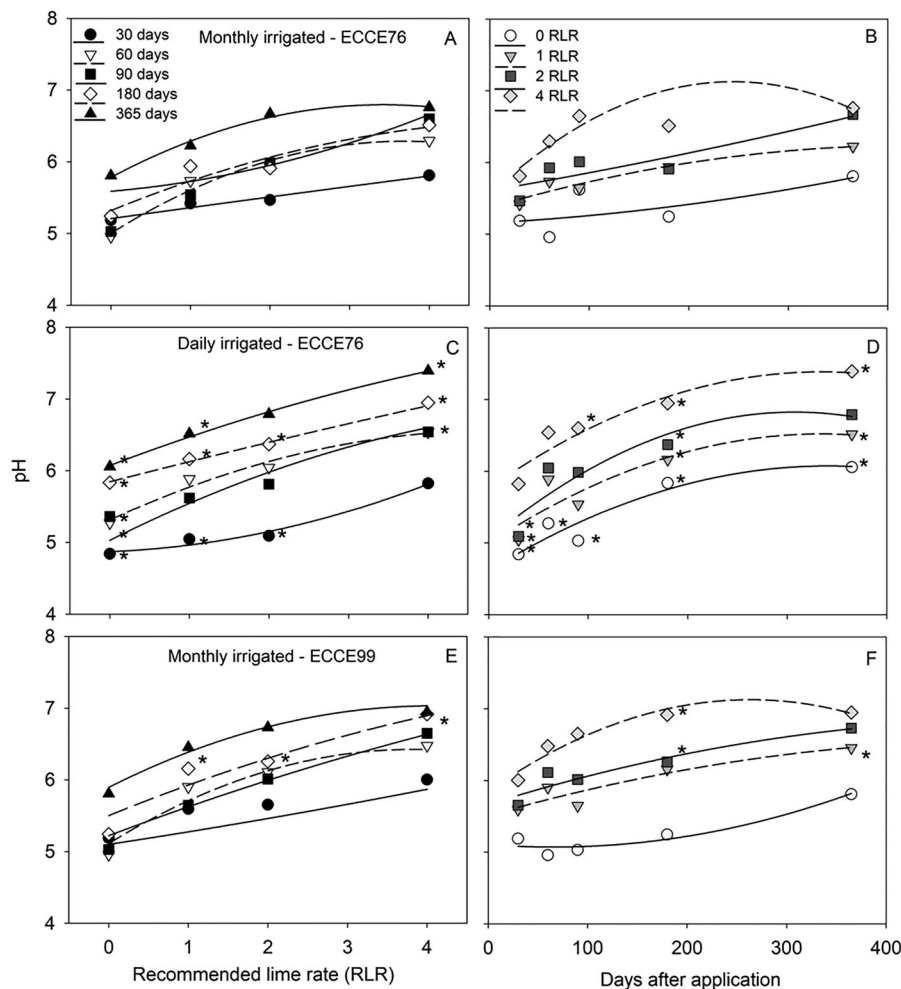 30 days
60 days
90 days
180 days
365 days
Monthly irrigated - ECCE76
A
8
7
6
5
4
0 RLR
1 RLR
2 RLR
4 RLR
B
Daily irrigated - ECCE76
C
8
7
6
5
4
pH
* * * * * * * * * * * *
D
* * * * * * * * * * *
Monthly irrigated - ECCE99
E
8
7
6
5
4
* * *
F
* * *
0 1 2 3 4
0 100 200 300 400
Recommended lime rate (RLR)
Days after application